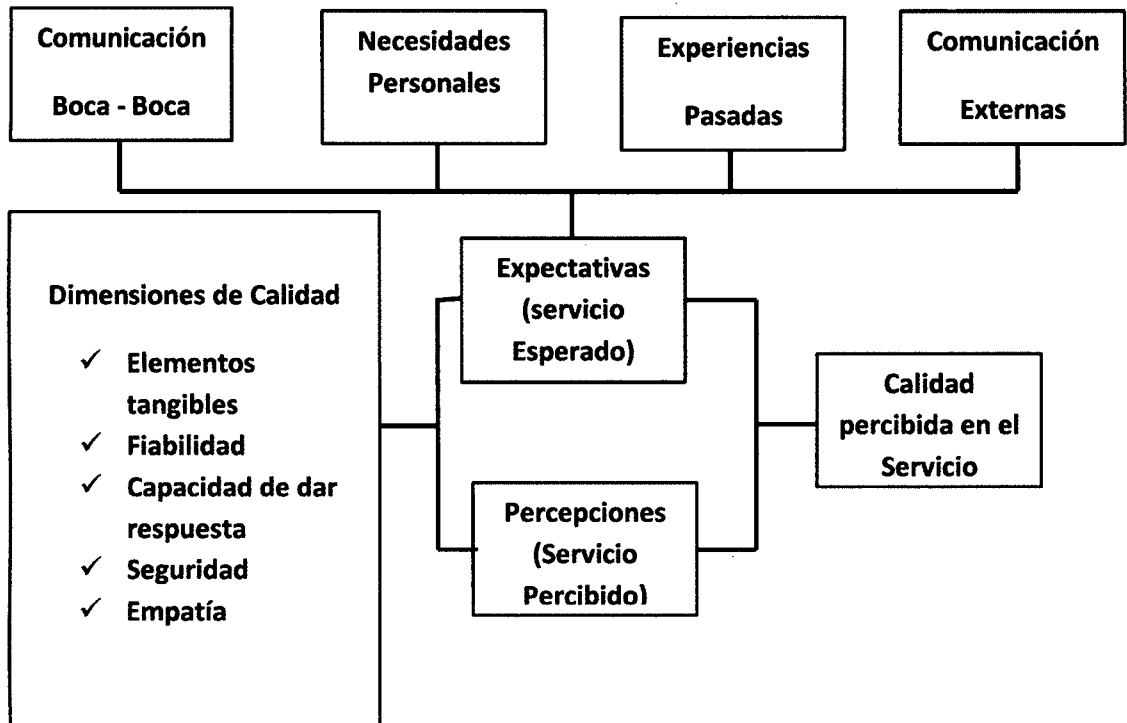 Comunicación
Boca - Boca
Necesidades
Personales
Experiencias
Pasadas
Comunicación
Externas
Dimensiones de Calidad
✓ Elementos
tangibles
✓ Fiabilidad
✓ Capacidad de dar
respuesta
✓ Seguridad
✓ Empatía
Expectativas
(servicio
Esperado)
Percepciones
(Servicio
Percibido)
Calidad
percibida en el
Servicio